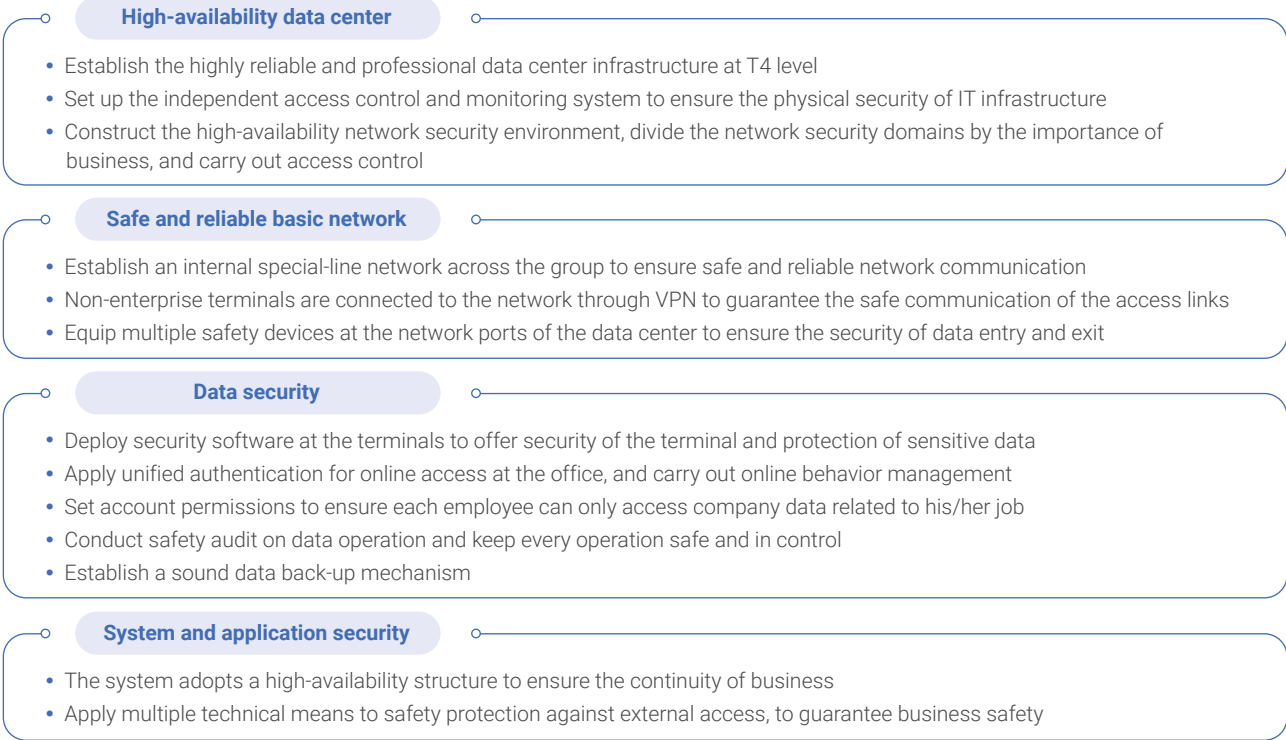 High-availability data center
• Establish the highly reliable and professional data center infrastructure at T4 level
• Set up the independent access control and monitoring system to ensure the physical security of IT infrastructure
• Construct the high-availability network security environment, divide the network security domains by the importance of
business, and carry out access control
Safe and reliable basic network
• Establish an internal special-line network across the group to ensure safe and reliable network communication
• Non-enterprise terminals are connected to the network through VPN to guarantee the safe communication of the access links
• Equip multiple safety devices at the network ports of the data center to ensure the security of data entry and exit
Data security
• Deploy security software at the terminals to offer security of the terminal and protection of sensitive data
• Apply unified authentication for online access at the office, and carry out online behavior management
• Set account permissions to ensure each employee can only access company data related to his/her job
• Conduct safety audit on data operation and keep every operation safe and in control
• Establish a sound data back-up mechanism
System and application security
• The system adopts a high-availability structure to ensure the continuity of business
• Apply multiple technical means to safety protection against external access, to guarantee business safety